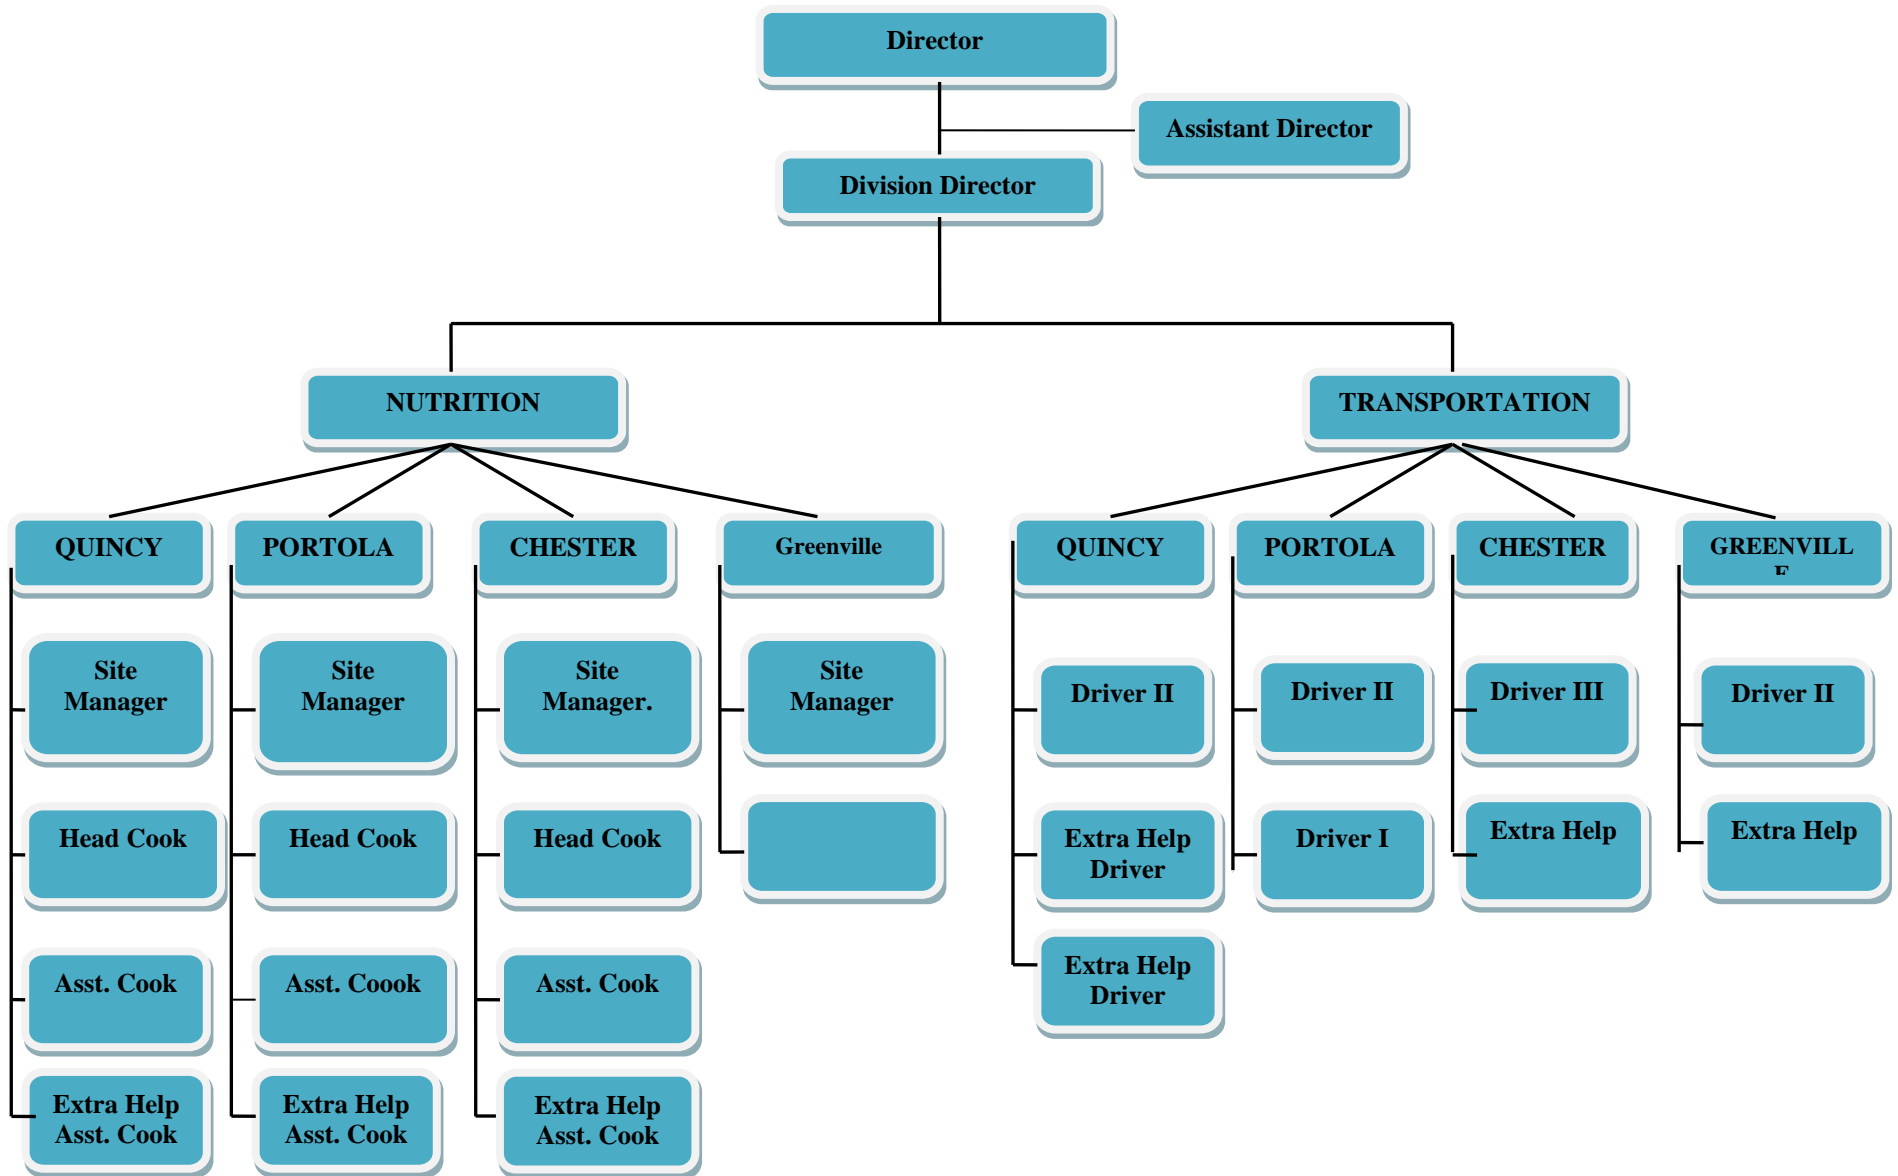 Director
Assistant Director
Division Director
NUTRITION
TRANSPORTATION
QUINCY
PORTOLA
CHESTER
Greenville
QUINCY
PORTOLA
CHESTER
GREENVILL
E
Site
Manager
Site
Manager
Site
Manager.
Site
Manager
Driver II
Driver II
Driver III
Driver II
Head Cook
Head Cook
Head Cook
Extra Help
Driver
Driver I
Extra Help
Extra Help
Asst. Cook
Asst. Coook
Asst. Cook
Extra Help
Driver
Extra Help
Asst. Cook
Extra Help
Asst. Cook
Extra Help
Asst. Cook